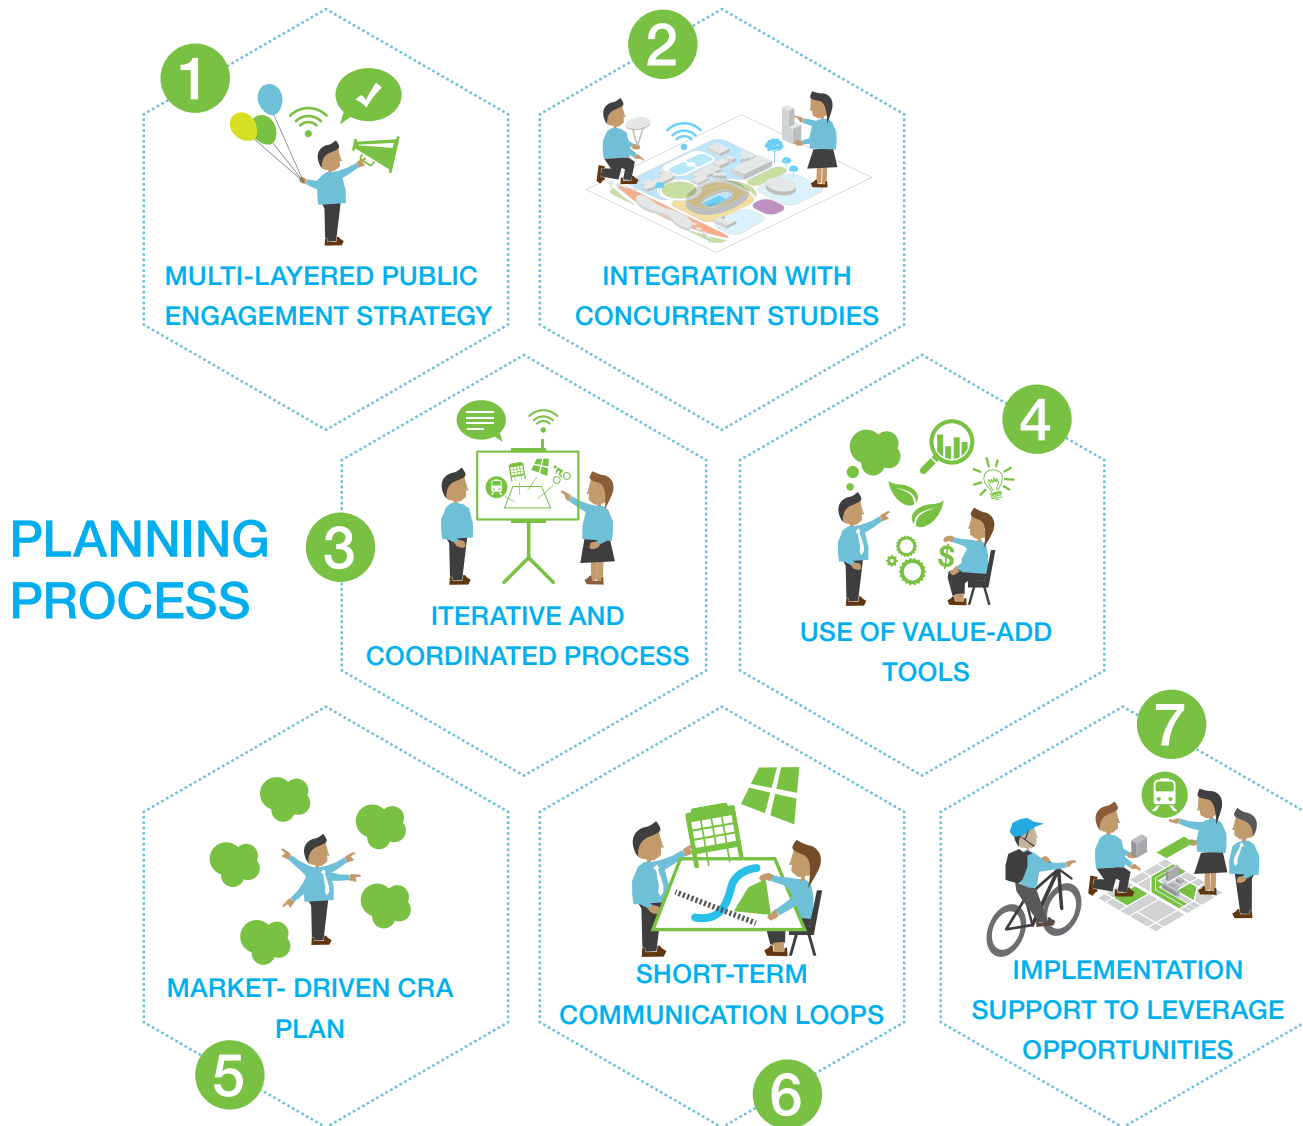 PLANNING
PROCESS
1
MULTI-LAYERED PUBLIC
ENGAGEMENT STRATEGY
2
INTEGRATION WITH
CONCURRENT STUDIES
3
ITERATIVE AND
COORDINATED PROCESS
4
$
USE OF VALUE-ADD
TOOLS
5
MARKET- DRIVEN CRA
PLAN
6
SHORT-TERM
COMMUNICATION LOOPS
7
IMPLEMENTATION
SUPPORT TO LEVERAGE
OPPORTUNITIES